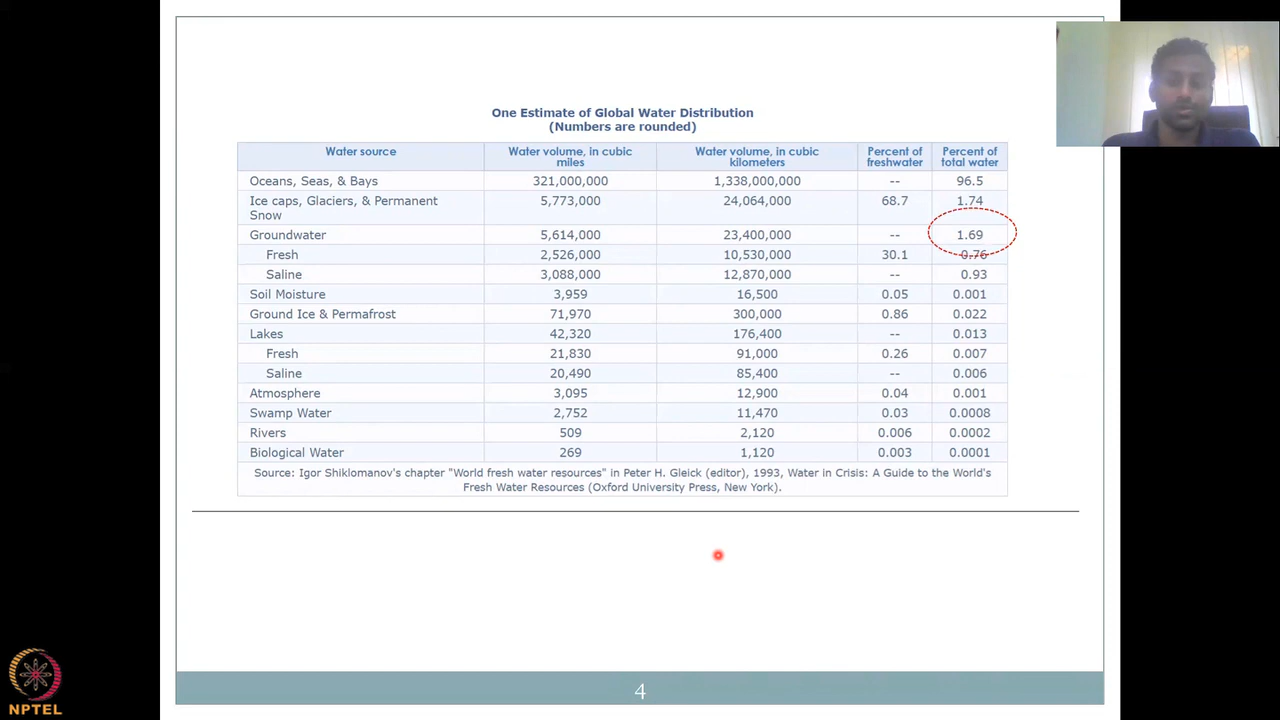 One Estimate of Global Water Distribution
(Numbers are rounded)
Water source Water volume, in cubic miles Water volume, in cubic kilometers Percent of freshwater Percent of total water
Oceans, Seas, & Bays 321,000,000 1,338,000,000 -- 96.5
Ice caps, Glaciers, & Permanent Snow 5,773,000 24,064,000 68.7 1.74
Groundwater 5,614,000 23,400,000 -- 1.69
Fresh 2,526,000 10,530,000 30.1 0.76
Saline 3,088,000 12,870,000 -- 0.93
Soil Moisture 3,959 16,500 0.05 0.001
Ground Ice & Permafrost 71,970 300,000 0.86 0.022
Lakes 42,320 176,400 -- 0.013
Fresh 21,830 91,000 0.26 0.007
Saline 20,490 85,400 -- 0.006
Atmosphere 3,095 12,900 0.04 0.001
Swamp Water 2,752 11,470 0.03 0.0008
Rivers 509 2,120 0.006 0.0002
Biological Water 269 1,120 0.003 0.0001
Source: Igor Shiklomanov's chapter "World fresh water resources" in Peter H. Gleick (editor), 1993, Water in Crisis: A Guide to the World's
Fresh Water Resources (Oxford University Press, New York).
4
NPTEL